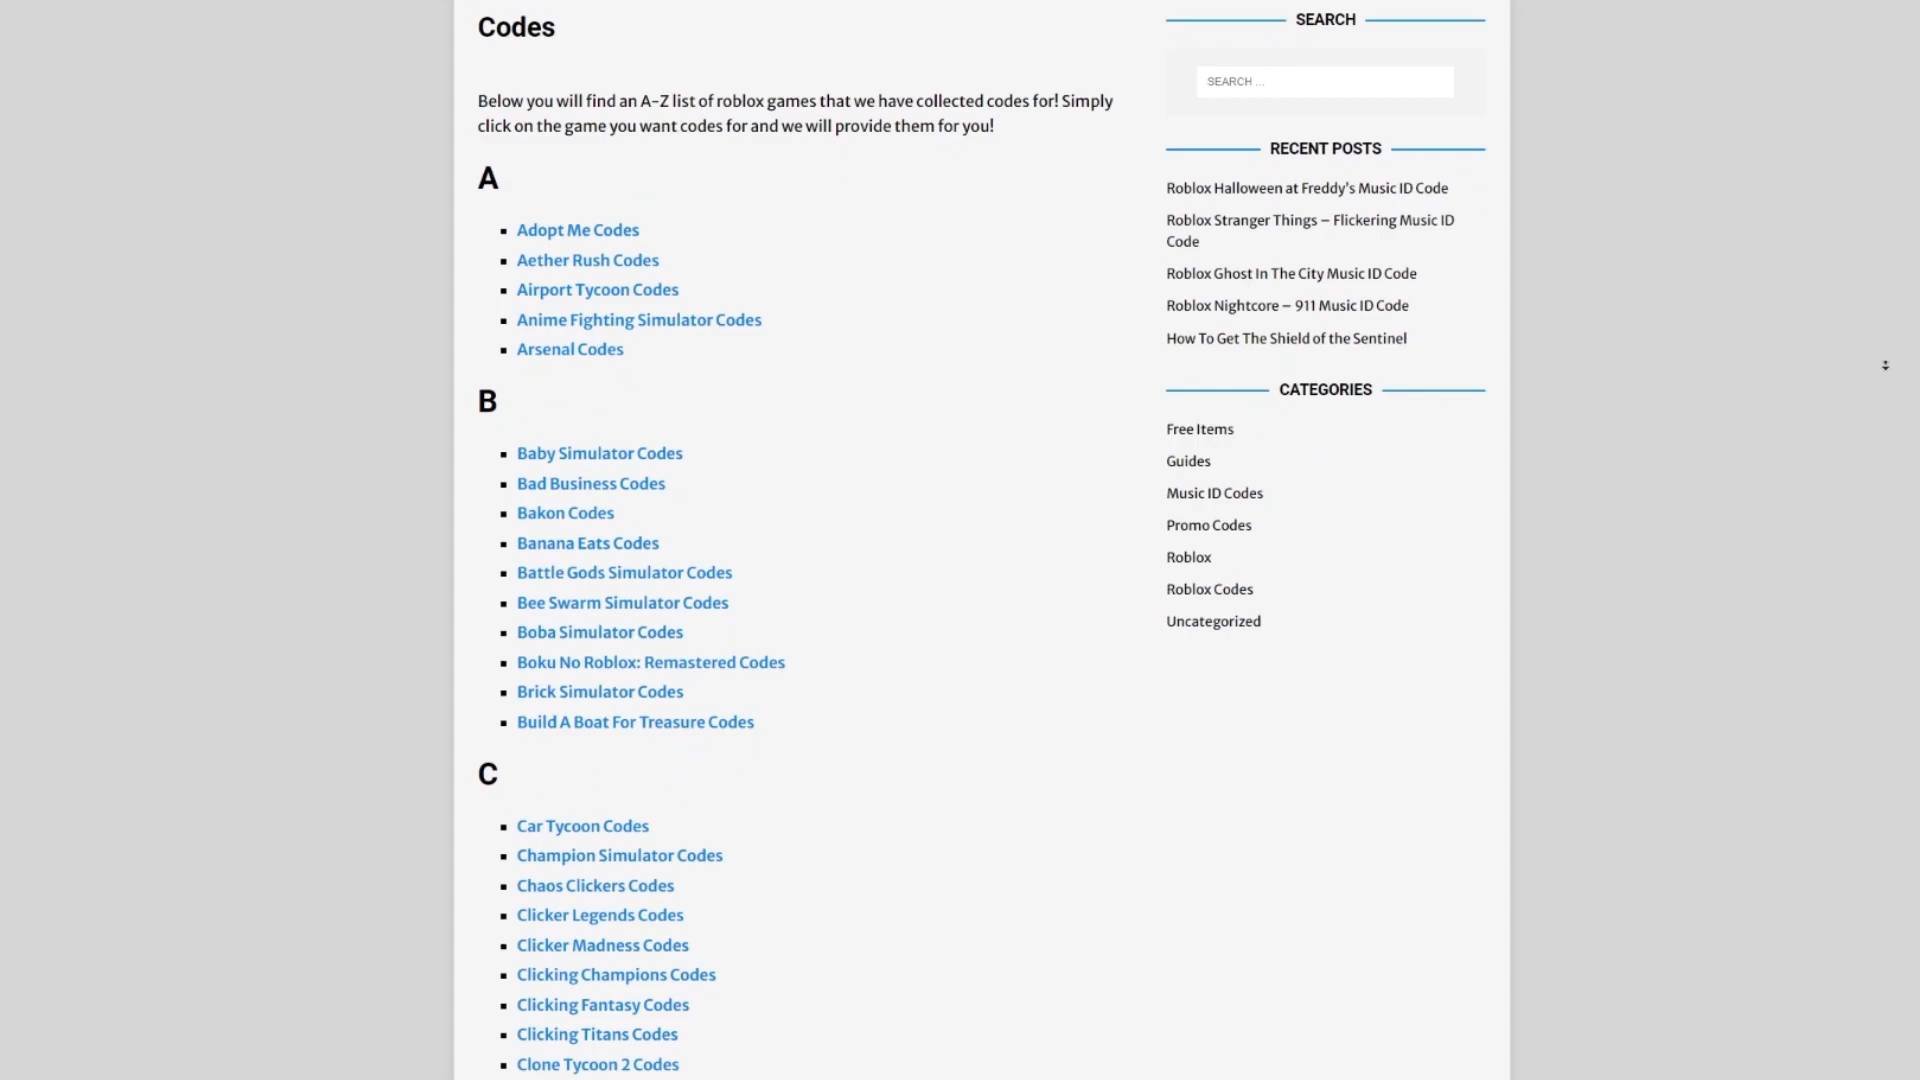 Codes
Below you will find an A-Z list of roblox games that we have collected codes for! Simply
click on the game you want codes for and we will provide them for you!
A
Adopt Me Codes
Aether Rush Codes
Airport Tycoon Codes
Anime Fighting Simulator Codes
Arsenal Codes
B
Baby Simulator Codes
Bad Business Codes
Bakon Codes
Banana Eats Codes
Battle Gods Simulator Codes
Bee Swarm Simulator Codes
Boba Simulator Codes
Boku No Roblox: Remastered Codes
Brick Simulator Codes
Build A Boat For Treasure Codes
C
Car Tycoon Codes
Champion Simulator Codes
Chaos Clickers Codes
Clicker Legends Codes
Clicker Madness Codes
Clicking Champions Codes
Clicking Fantasy Codes
Clicking Titans Codes
Clone Tycoon 2 Codes
SEARCH
SEARCH ...
RECENT POSTS
Roblox Halloween at Freddy's Music ID Code
Roblox Stranger Things – Flickering Music ID
Code
Roblox Ghost In The City Music ID Code
Roblox Nightcore – 911 Music ID Code
How To Get The Shield of the Sentinel
CATEGORIES
Free Items
Guides
Music ID Codes
Promo Codes
Roblox
Roblox Codes
Uncategorized